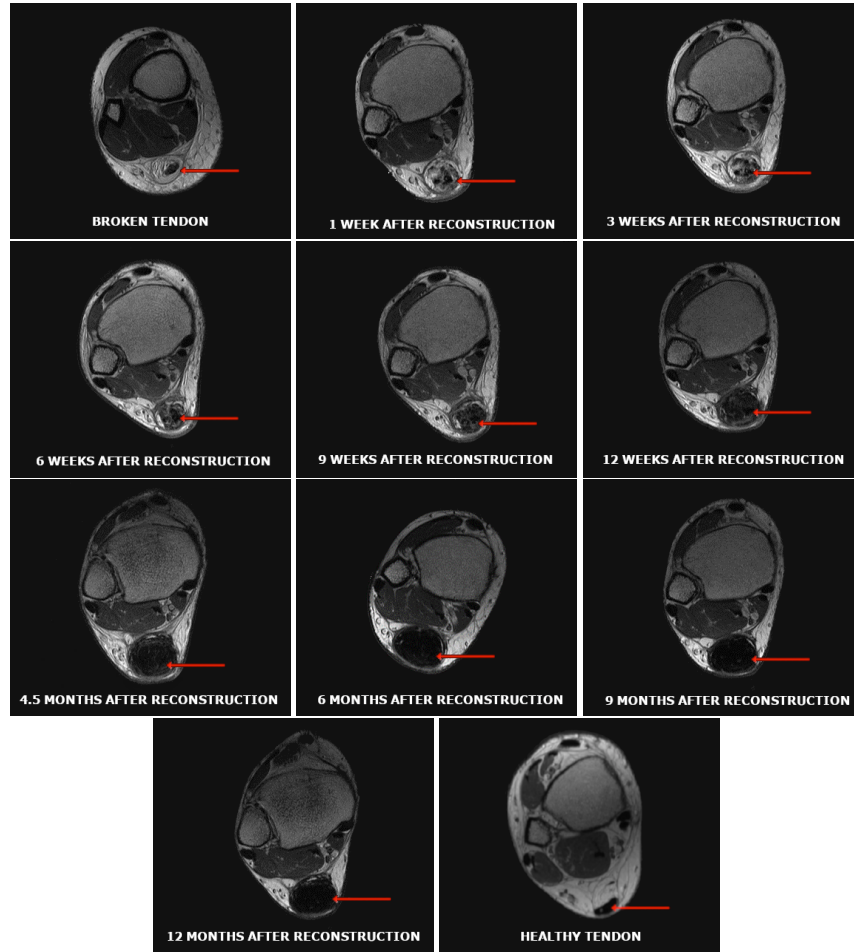 BROKEN TENDON
1 WEEK AFTER RECONSTRUCTION
3 WEEKS AFTER RECONSTRUCTION
6 WEEKS AFTER RECONSTRUCTION
9 WEEKS AFTER RECONSTRUCTION
12 WEEKS AFTER RECONSTRUCTION
4.5 MONTHS AFTER RECONSTRUCTION
6 MONTHS AFTER RECONSTRUCTION
9 MONTHS AFTER RECONSTRUCTION
12 MONTHS AFTER RECONSTRUCTION
HEALTHY TENDON